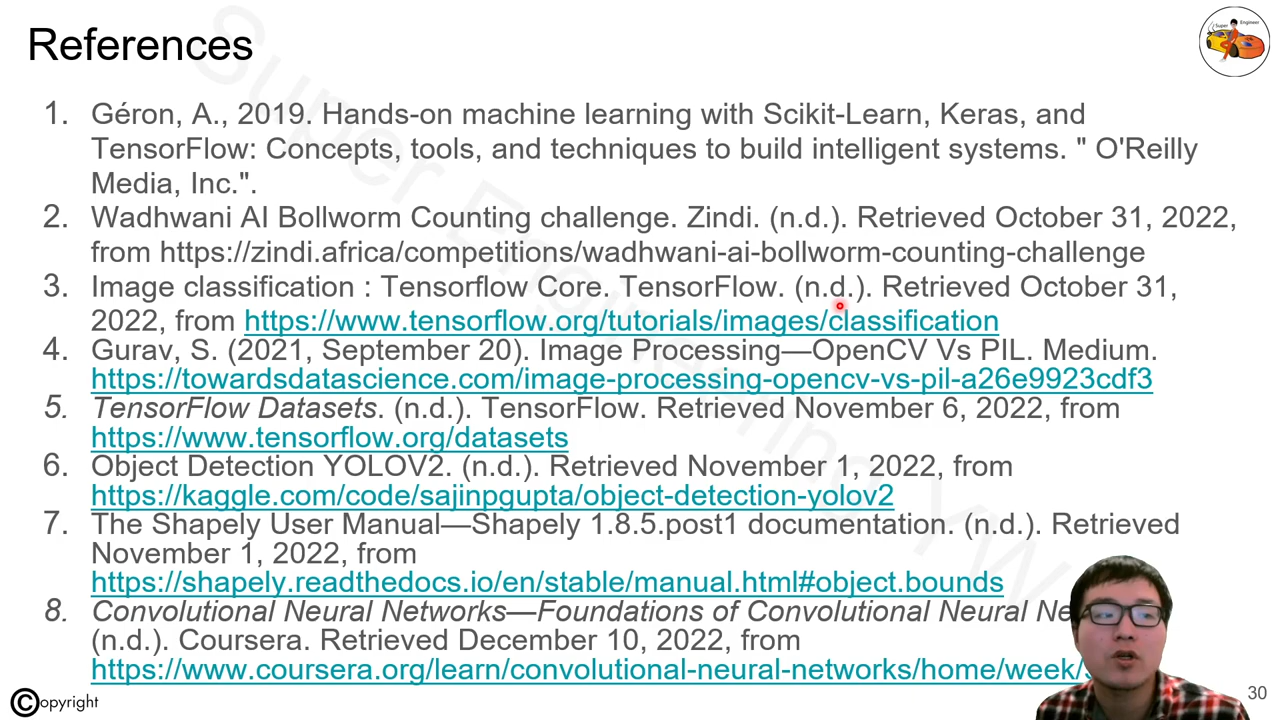 References
Super Engineer
1. Géron, A., 2019. Hands-on machine learning with Scikit-Learn, Keras, and
TensorFlow: Concepts, tools, and techniques to build intelligent systems. " O'Reilly
Media, Inc.".
2. Wadhwani AI Bollworm Counting challenge. Zindi. (n.d.). Retrieved October 31, 2022,
from https://zindi.africa/competitions/wadhwani-ai-bollworm-counting-challenge
3. Image classification : Tensorflow Core. TensorFlow. (n.d.). Retrieved October 31,
2022, from https://www.tensorflow.org/tutorials/images/classification
4. Gurav, S. (2021, September 20). Image Processing—OpenCV Vs PIL. Medium.
https://towardsdatascience.com/image-processing-opencv-vs-pil-a26e9923cdf3
5. TensorFlow Datasets. (n.d.). TensorFlow. Retrieved November 6, 2022, from
https://www.tensorflow.org/datasets
6. Object Detection YOLOV2. (n.d.). Retrieved November 1, 2022, from
https://kaggle.com/code/sajinpgupta/object-detection-yolov2
7. The Shapely User Manual—Shapely 1.8.5.post1 documentation. (n.d.). Retrieved
November 1, 2022, from
https://shapely.readthedocs.io/en/stable/manual.html#object.bounds
8. Convolutional Neural Networks—Foundations of Convolutional Neural
(n.d.). Coursera. Retrieved December 10, 2022, from
https://www.coursera.org/learn/convolutional-neural-networks/home/week/
Super Engineering YW
©opyright
30